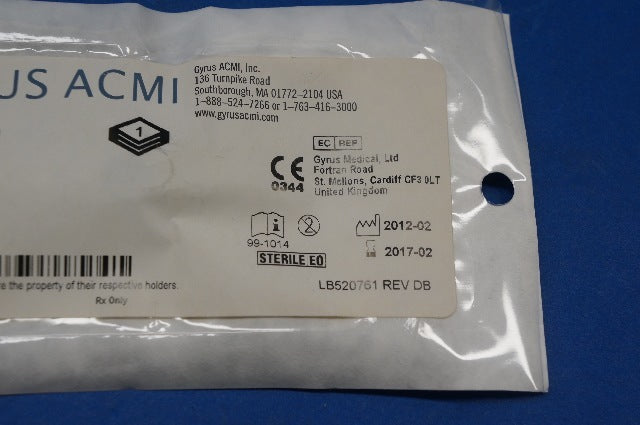 US ACMI
Gyrus ACMI, Inc.
136 Turnpike Road
Southborough, MA 01772-2104 USA
1-888-524-7266 or 1-763-416-3000
www.gyrusacmi.com
1
EC REP
CE
0344
Gyrus Medical, Ltd
Fortran Road
St. Mellons, Cardiff CF3 0LT
United Kingdom
i
99-1014
2
2012-02
2017-02
STERILE EO
LB520761 REV DB
e the property of their respective holders.
Rx Only